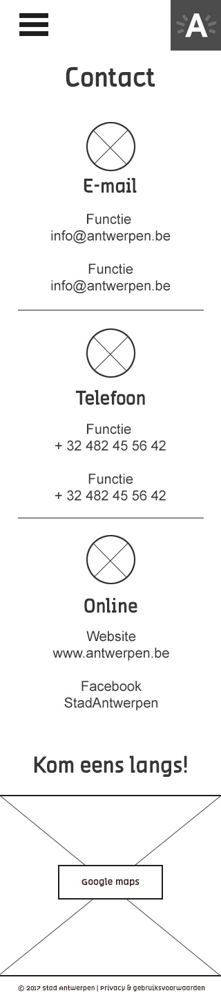 A
Contact
E-mail
Functie
info@antwerpen.be
Functie
info@antwerpen.be
Telefoon
Functie
+ 32 482 45 56 42
Functie
+ 32 482 45 56 42
Online
Website
www.antwerpen.be
Facebook
StadAntwerpen
Kom eens langs!
Google maps
© 2017 Stad Antwerpen | Privacy & gebruiksvoorwaarden